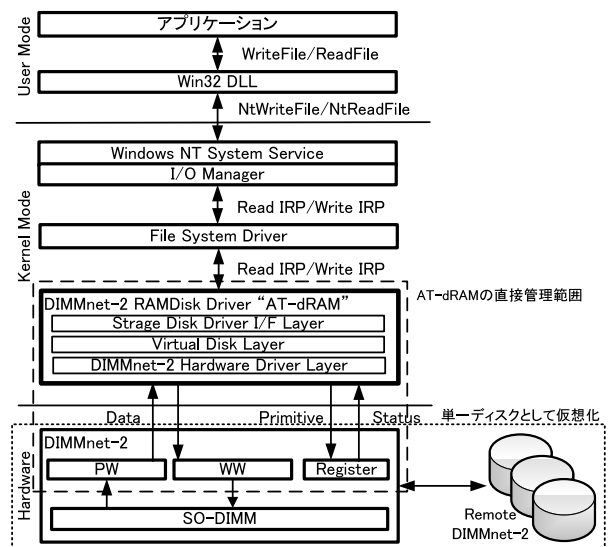 User Mode
アプリケーション
WriteFile/ReadFile
Win32 DLL
NtWriteFile/NtReadFile
Kernel Mode
Windows NT System Service
I/O Manager
Read IRP/Write IRP
File System Driver
Read IRP/Write IRP
AT-dRAMの直接管理範囲
DIMMnet-2 RAMDisk Driver “AT-dRAM”
Strage Disk Driver I/F Layer
Virtual Disk Layer
DIMMnet-2 Hardware Driver Layer
Data
Primitive
Status
単一ディスクとして仮想化
Hardware
DIMMnet-2
PW
WW
Register
SO-DIMM
Remote
DIMMnet-2